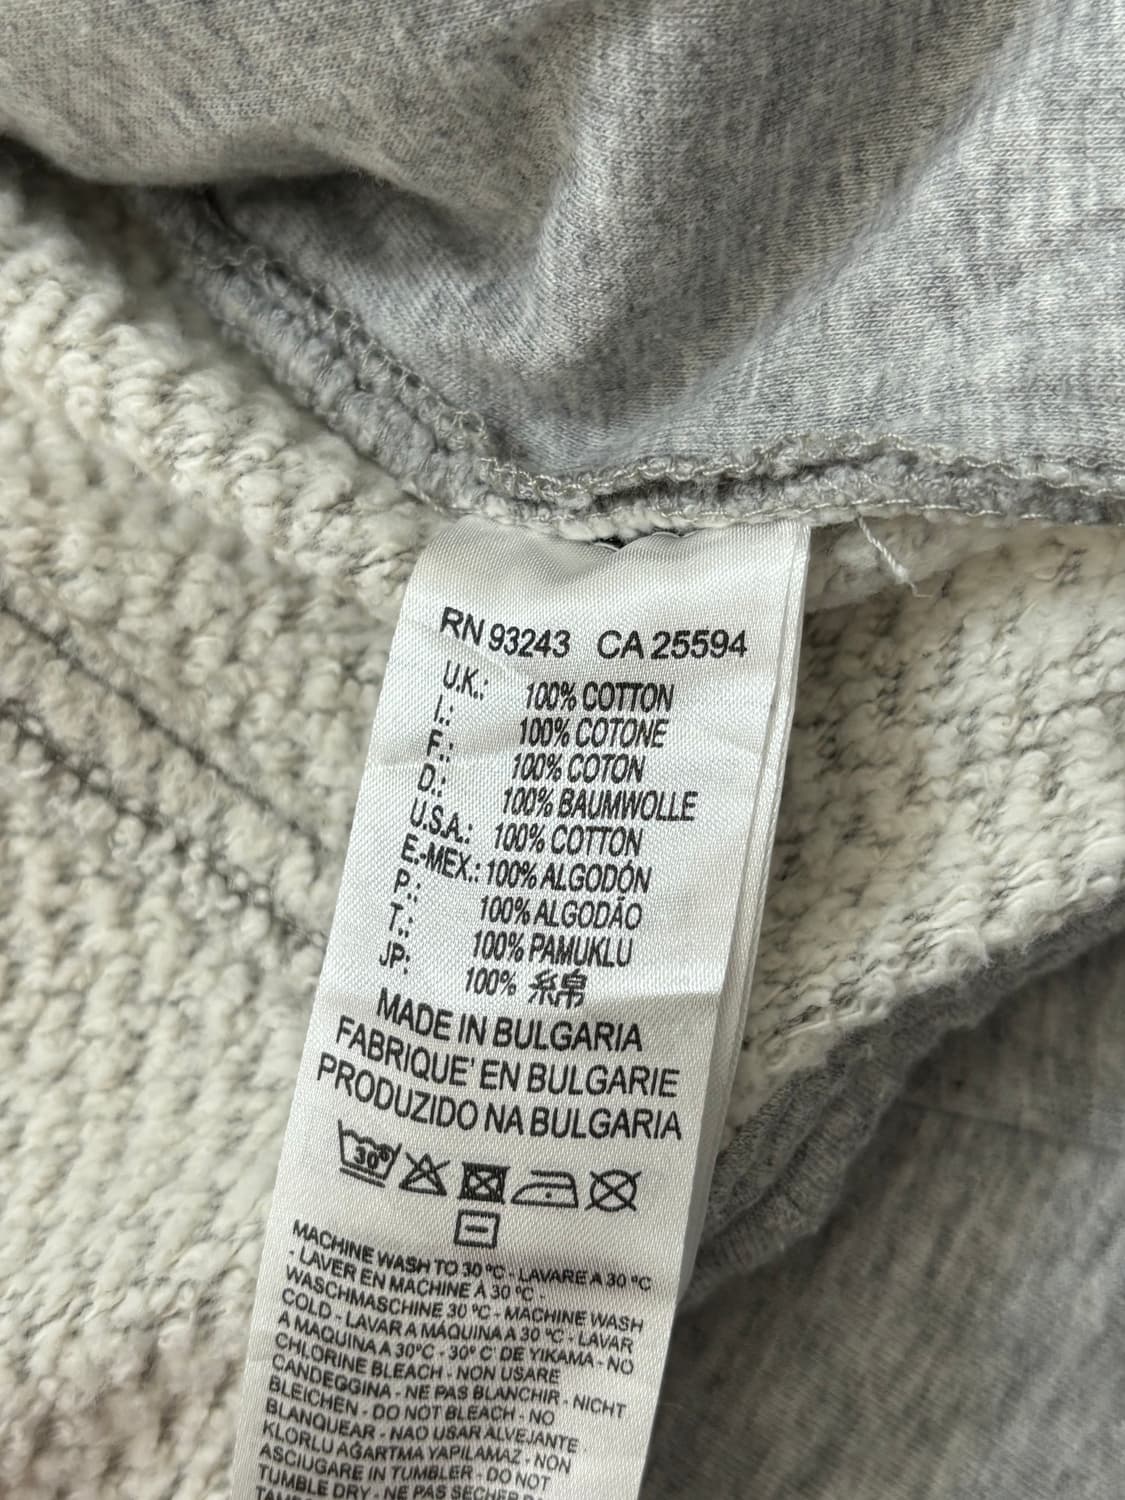 RN 93243 CA 25594
U.K.: 100% COTTON
I.: 100% COTONE
F.: 100% COTON
D.: 100% BAUMWOLLE
U.S.A.: 100% COTTON
E.-MEX.: 100% ALGODÓN
P.: 100% ALGODÃO
T.: 100% PAMUKLU
JP: 100% 綿
MADE IN BULGARIA
FABRIQUE' EN BULGARIE
PRODUZIDO NA BULGARIA
30°
MACHINE WASH TO 30 °C - LAVARE A 30 °C
- LAVER EN MACHINE À 30 °C -
WASCHMASCHINE 30 °C - MACHINE WASH
COLD - LAVAR A MÁQUINA A 30 °C - LAVAR
A MAQUINA A 30°C - 30° C' DE YIKAMA - NO
CHLORINE BLEACH - NON USARE
CANDEGGINA - NE PAS BLANCHIR - NICHT
BLEICHEN - DO NOT BLEACH - NO
BLANQUEAR - NAO USAR ALVEJANTE -
KLORLU AĞARTMA YAPILAMAZ - NON
ASCIUGARE IN TUMBLER - DO NOT
TUMBLE DRY - NE PAS SECHER